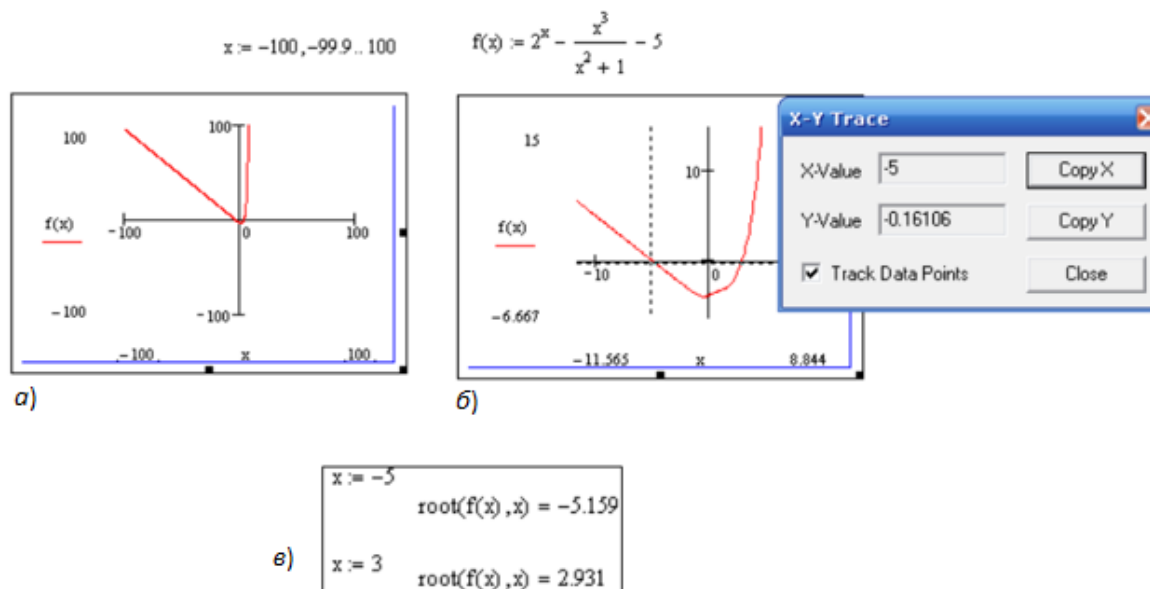 x := -100,-99.9 .. 100
f(x) := 2^x - x^3/(x^2 + 1) - 5
100
100
f(x)
-100
0
100
-100
-100
-100
x
100
а)
15
10
f(x)
-10
0
-6.667
-11.565
x
8.844
б)
X-Y Trace
X-Value
-5
Copy X
Y-Value
-0.16106
Copy Y
Track Data Points
Close
в)
x := -5
root(f(x) ,x) = -5.159
x := 3
root(f(x) ,x) = 2.931